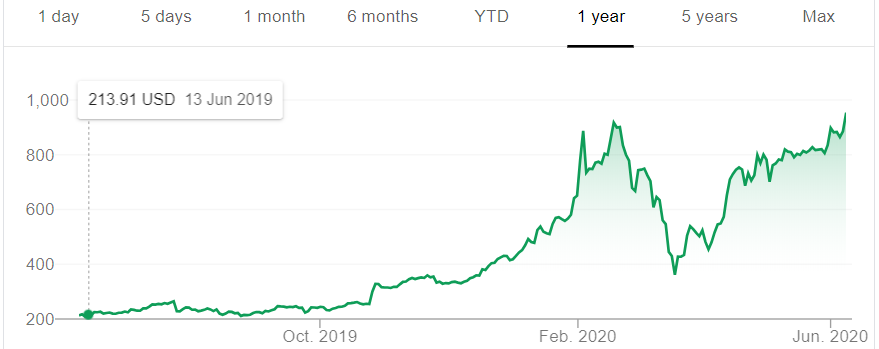 1 day 5 days 1 month 6 months YTD 1 year 5 years Max
213.91 USD 13 Jun 2019
1,000
800
600
400
200
Oct. 2019 Feb. 2020 Jun. 2020